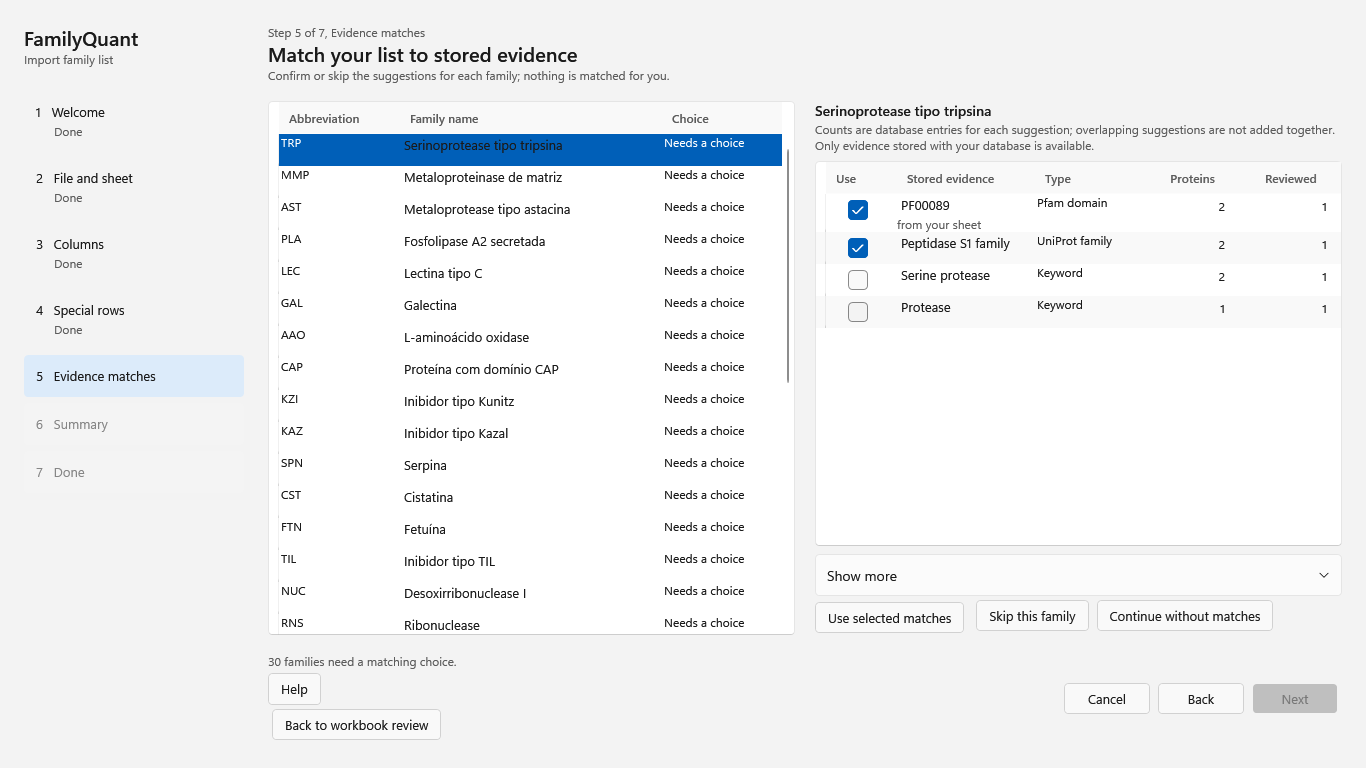 FamilyQuant
Import family list
1 Welcome
Done
2 File and sheet
Done
3 Columns
Done
4 Special rows
Done
5 Evidence matches
6 Summary
7 Done
Step 5 of 7, Evidence matches
Match your list to stored evidence
Confirm or skip the suggestions for each family; nothing is matched for you.
Abbreviation Family name Choice
TRP Serinoprotease tipo tripsina Needs a choice
MMP Metaloproteinase de matriz Needs a choice
AST Metaloprotease tipo astacina Needs a choice
PLA Fosfolipase A2 secretada Needs a choice
LEC Lectina tipo C Needs a choice
GAL Galectina Needs a choice
AAO L-aminoácido oxidase Needs a choice
CAP Proteína com domínio CAP Needs a choice
KZI Inibidor tipo Kunitz Needs a choice
KAZ Inibidor tipo Kazal Needs a choice
SPN Serpina Needs a choice
CST Cistatina Needs a choice
FTN Fetuína Needs a choice
TIL Inibidor tipo TIL Needs a choice
NUC Desoxirribonuclease I Needs a choice
RNS Ribonuclease Needs a choice
30 families need a matching choice.
Help
Back to workbook review
Serinoprotease tipo tripsina
Counts are database entries for each suggestion; overlapping suggestions are not added together.
Only evidence stored with your database is available.
Use Stored evidence Type Proteins Reviewed
PF00089 Pfam domain 2 1
from your sheet
Peptidase S1 family UniProt family 2 1
Serine protease Keyword 2 1
Protease Keyword 1 1
Show more
Use selected matches Skip this family Continue without matches
Cancel Back Next